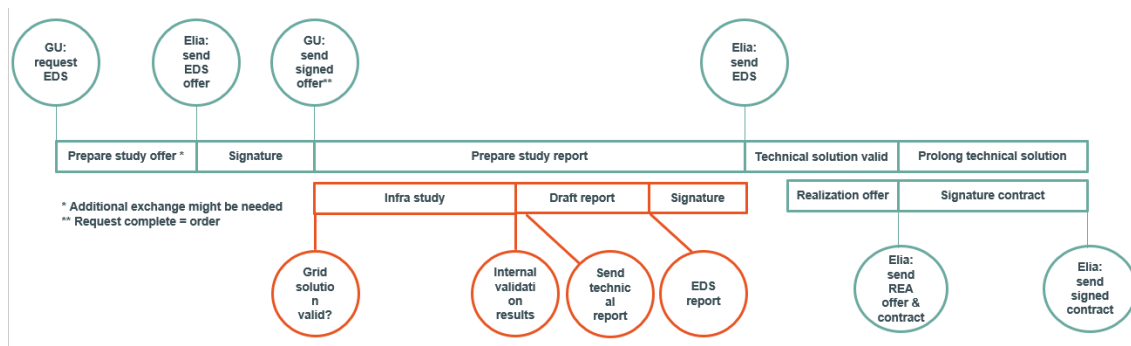 GU:
request
EDS
Elia:
send
EDS
offer
GU:
send
signed
offer**
Elia:
send
EDS
Prepare study offer *
Signature
Prepare study report
Technical solution valid
Prolong technical solution
Infra study
Draft report
Signature
Realization offer
Signature contract
* Additional exchange might be needed
** Request complete = order
Grid
solutio
n
valid?
Internal
validati
on
results
Send
technic
al
report
EDS
report
Elia:
send
REA
offer &
contract
Elia:
send
signed
contract